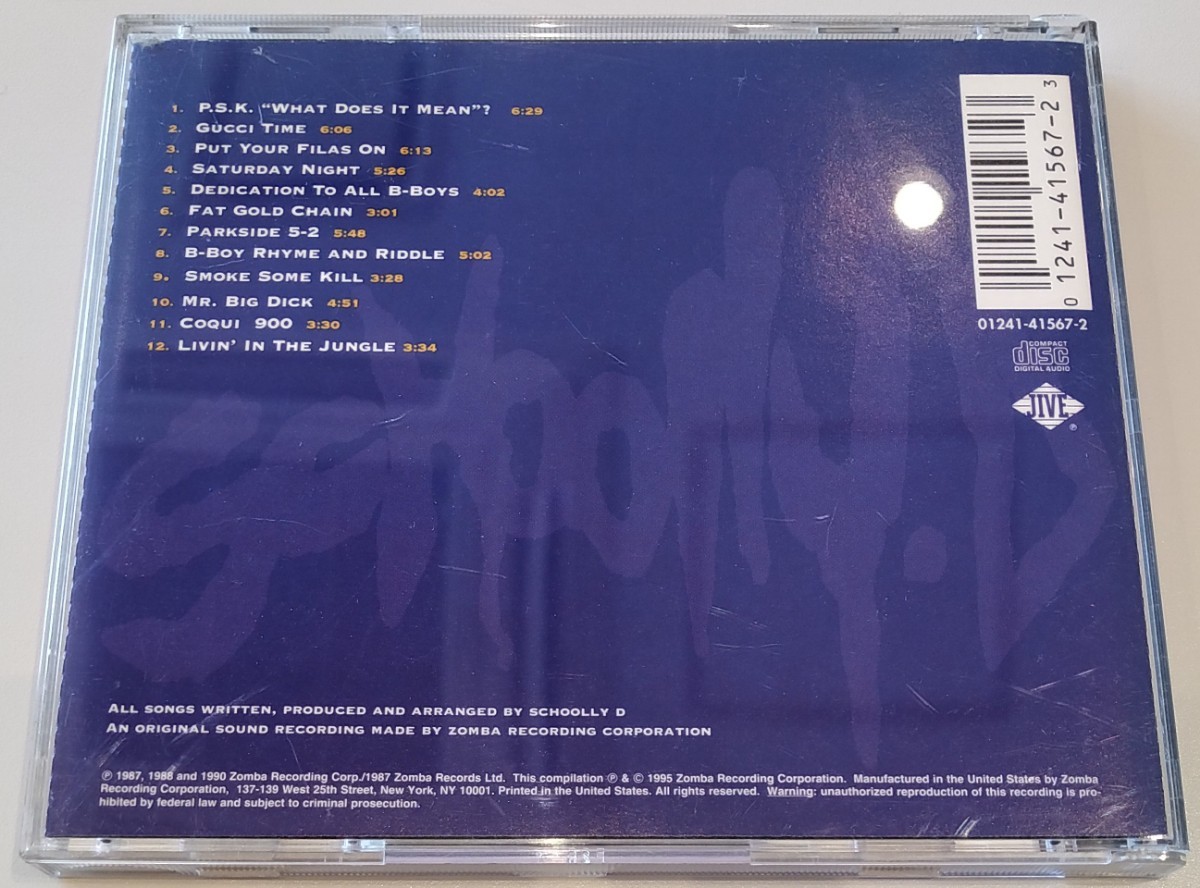 1. P.S.K. "What Does It Mean"? 6:29
2. Gucci Time 6:06
3. Put Your Filas On 6:13
4. Saturday Night 5:26
5. Dedication To All B-Boys 4:02
6. Fat Gold Chain 3:01
7. Parkside 5-2 5:48
8. B-Boy Rhyme and Riddle 5:02
9. Smoke Some Kill 3:28
10. Mr. Big Dick 4:51
11. Coqui 900 3:30
12. Livin' In The Jungle 3:34
0 1241-41567-2 3
01241-41567-2
COMPACT
disc
DIGITAL AUDIO
JIVE
℗
Schoolly.D
All songs written, produced and arranged by Schoolly D
An original sound recording made by Zomba Recording Corporation
℗ 1987, 1988 and 1990 Zomba Recording Corp./1987 Zomba Records Ltd. This compilation ℗ & © 1995 Zomba Recording Corporation. Manufactured in the United States by Zomba
Recording Corporation, 137-139 West 25th Street, New York, NY 10001. Printed in the United States. All rights reserved. Warning: unauthorized reproduction of this recording is pro-
hibited by federal law and subject to criminal prosecution.